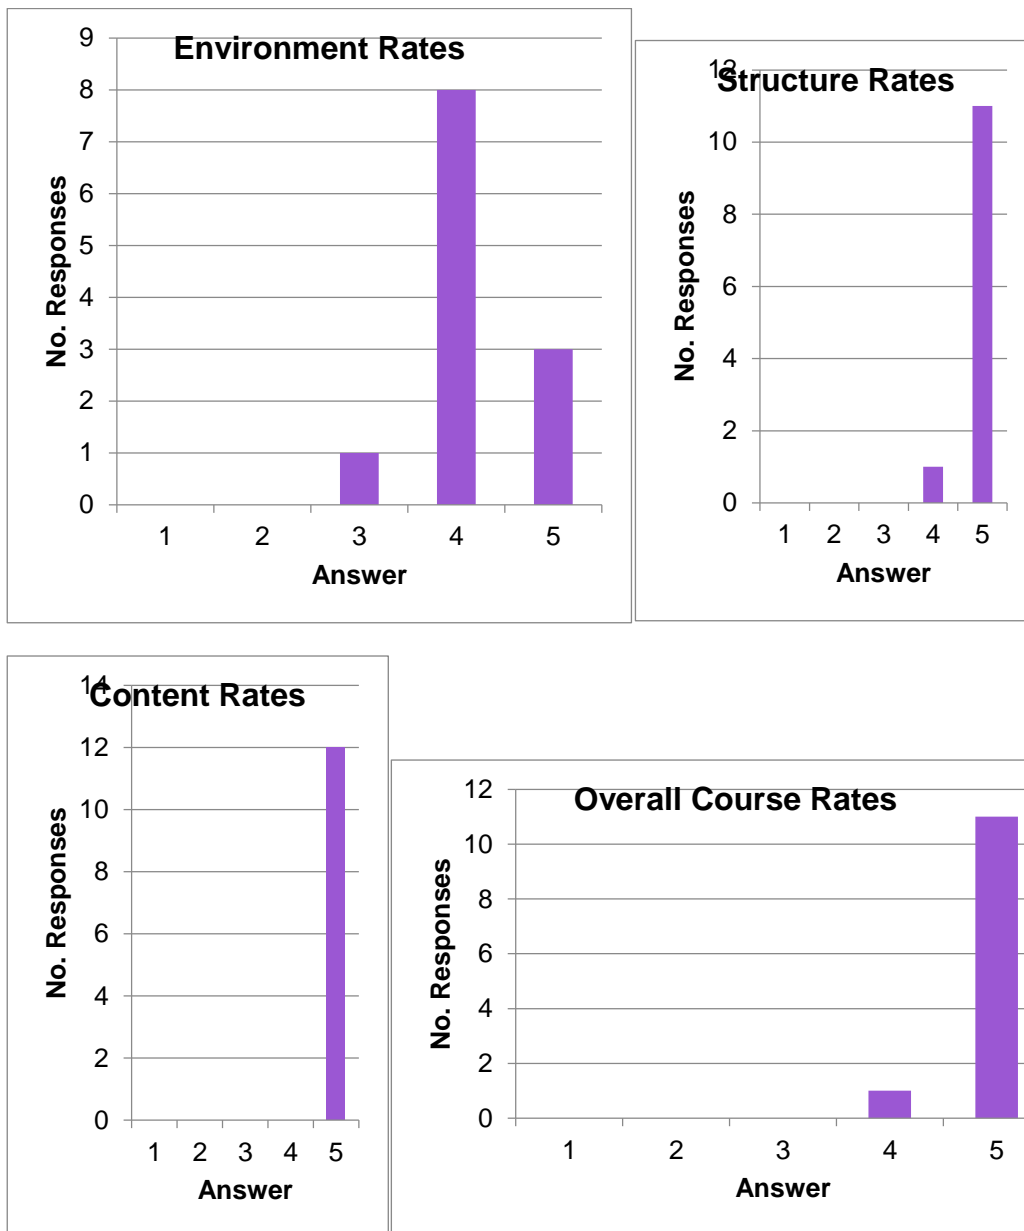 Environment Rates
9
8
7
6
5
4
3
2
1
0
No. Responses
1 2 3 4 5
Answer
Structure Rates
12
10
8
6
4
2
0
No. Responses
1 2 3 4 5
Answer
Content Rates
14
12
10
8
6
4
2
0
No. Responses
1 2 3 4 5
Answer
Overall Course Rates
12
10
8
6
4
2
0
No. Responses
1 2 3 4 5
Answer